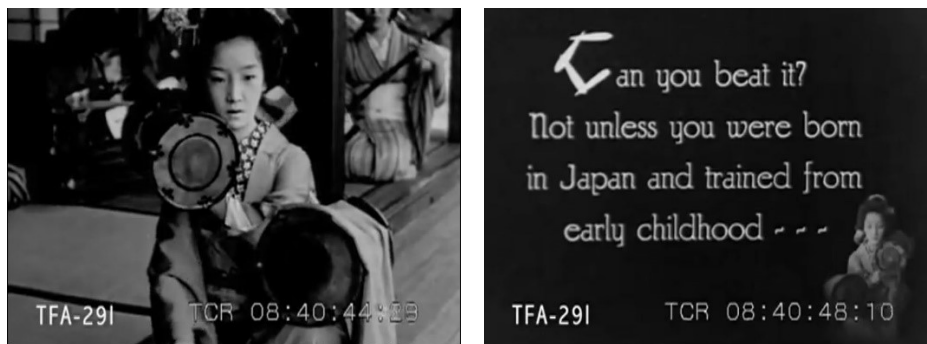 TFA-291 TCR 08:40:44:
Can you beat it?
Not unless you were born
in Japan and trained from
early childhood - - -
TFA-291 TCR 08:40:48:10